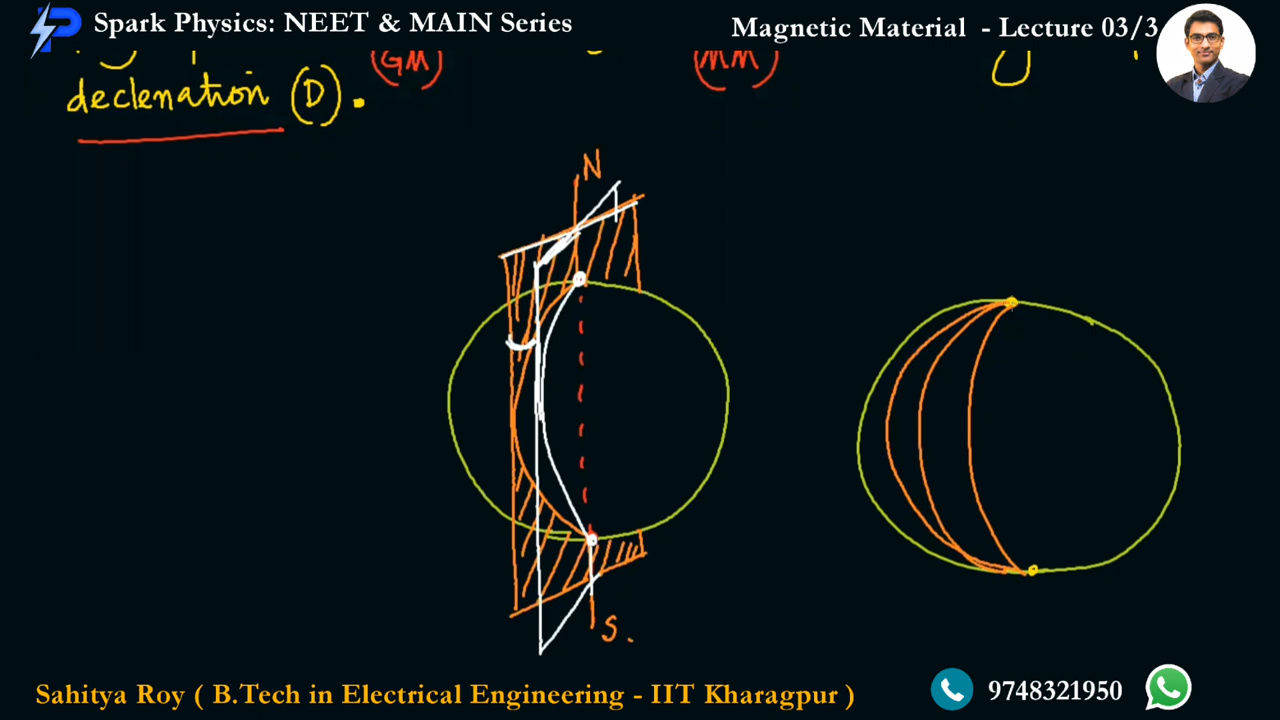 Spark Physics: NEET & MAIN Series
Magnetic Material - Lecture 03/3
(GM)
(MM)
declenation (D).
N
S.
Sahitya Roy ( B.Tech in Electrical Engineering - IIT Kharagpur )
9748321950